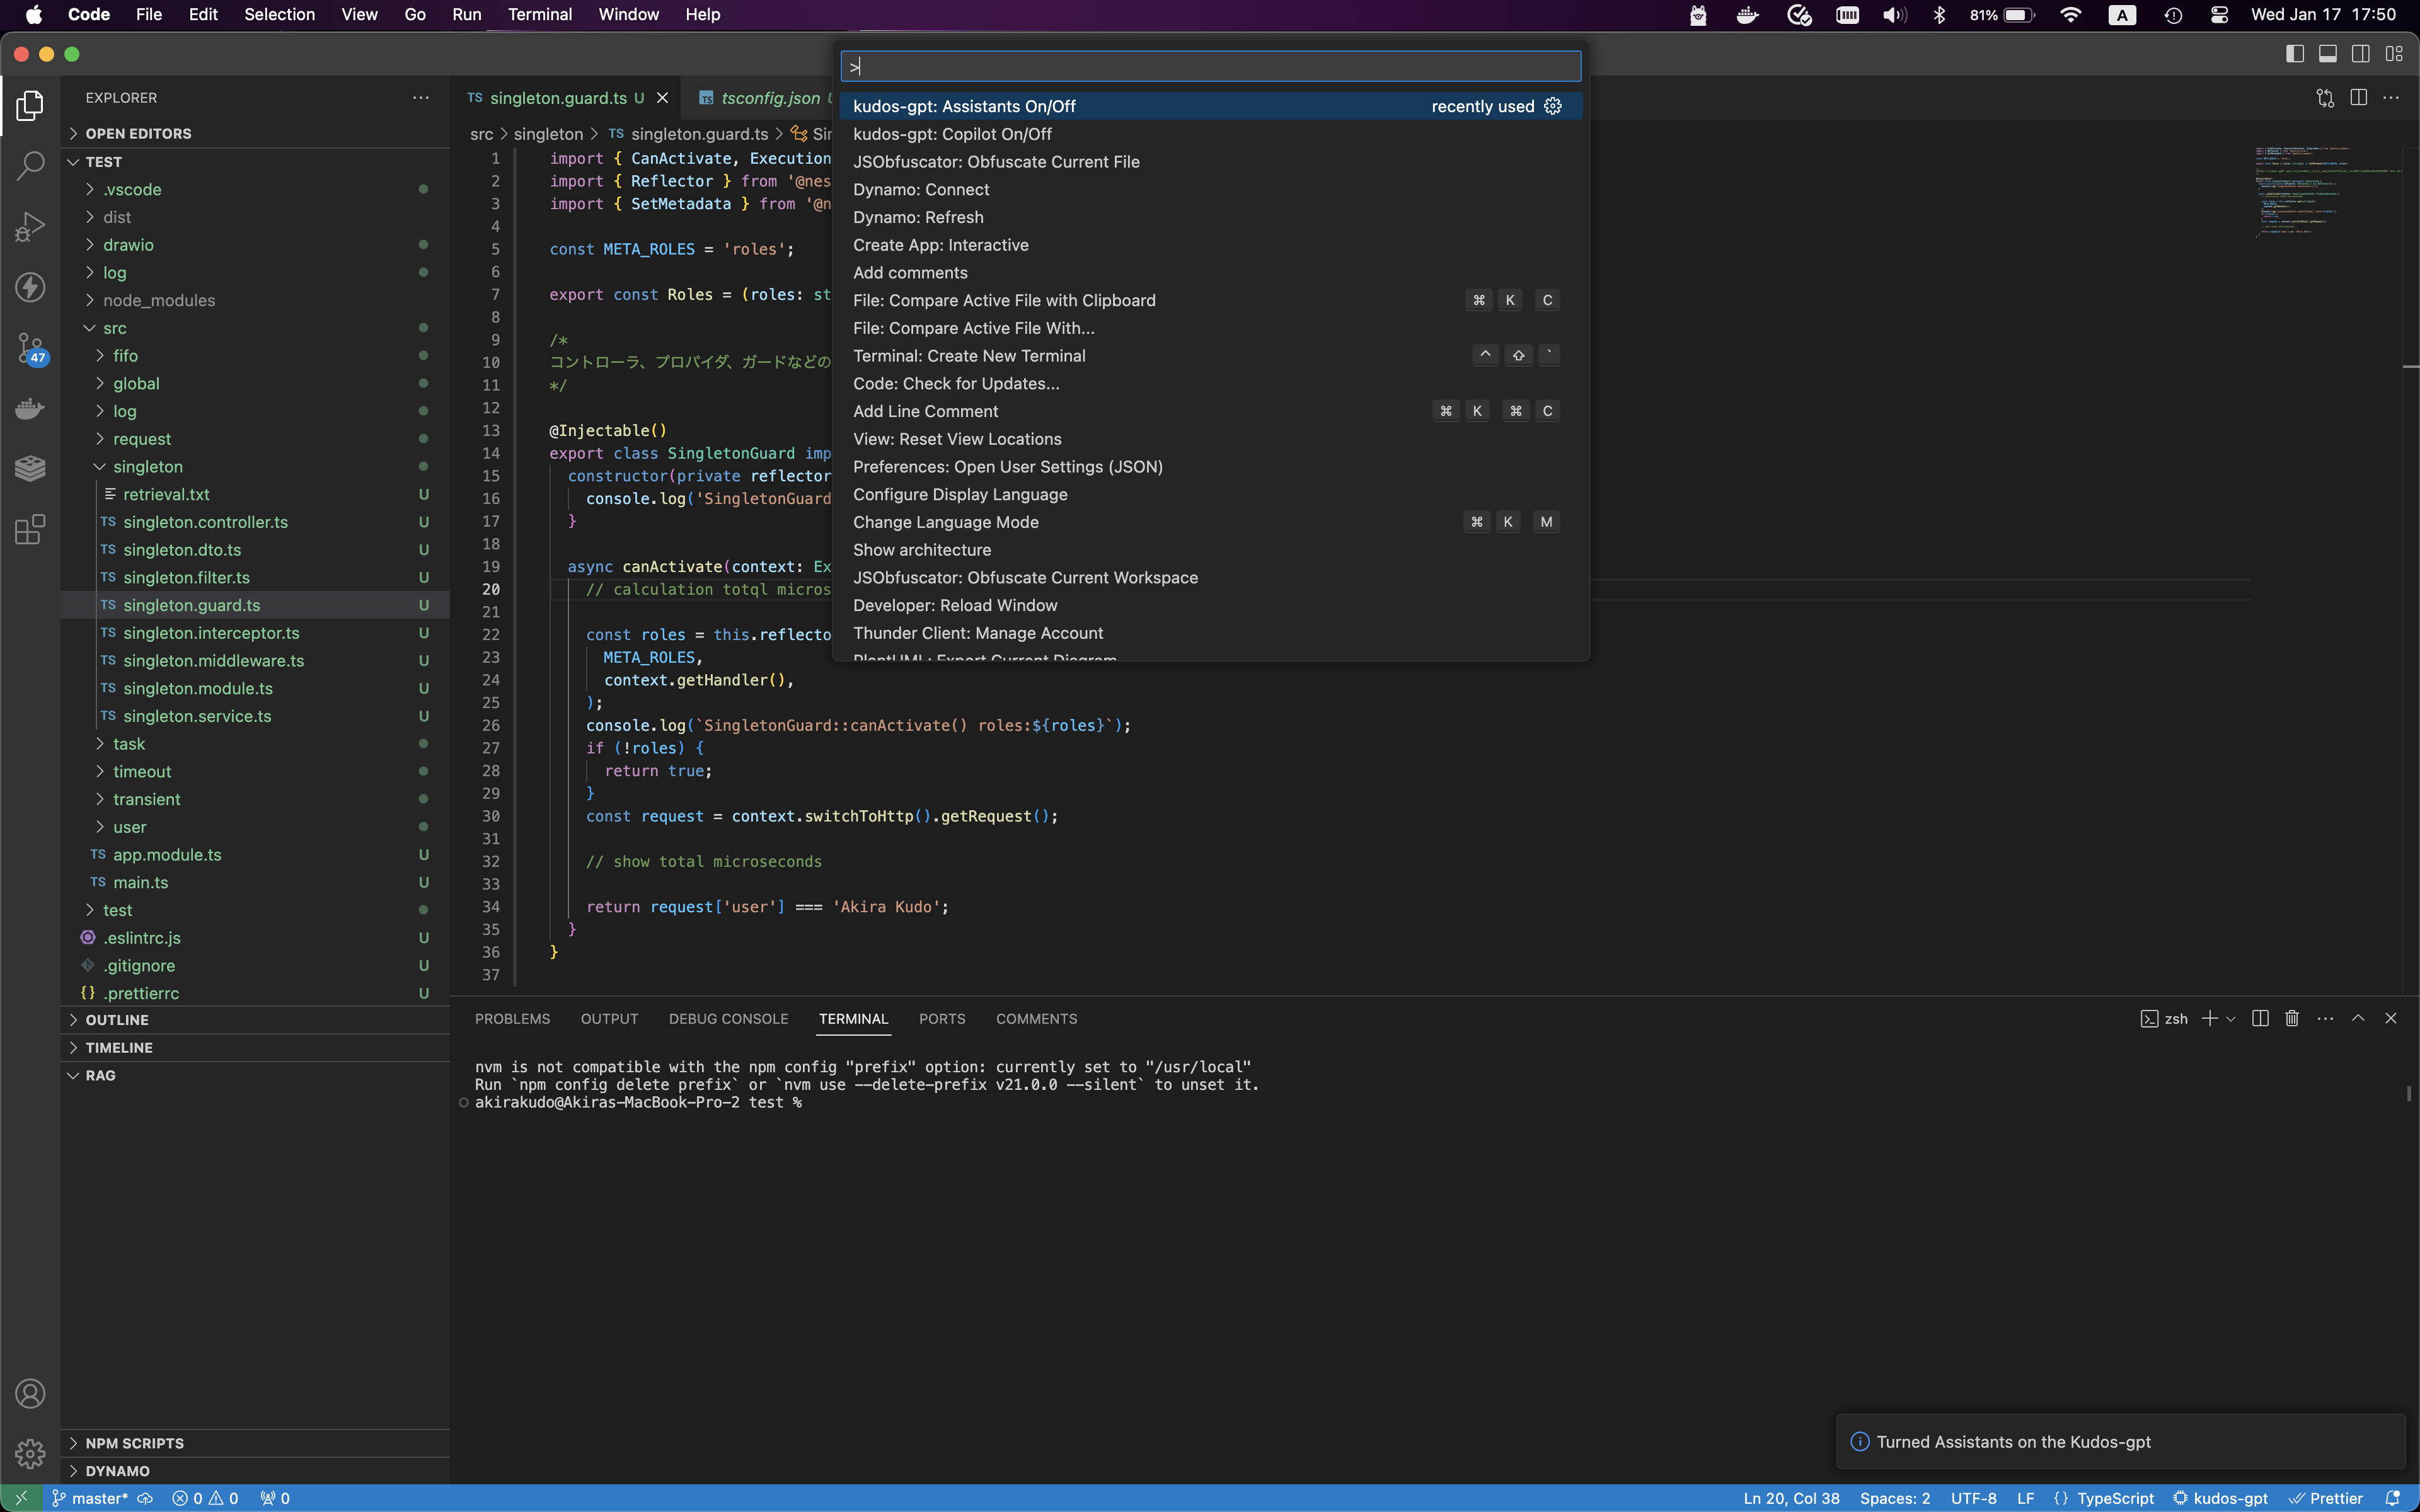 Code File Edit Selection View Go Run Terminal Window Help
81% A Wed Jan 17 17:50
>
EXPLORER
TS singleton.guard.ts U
TS tsconfig.json
src > singleton > TS singleton.guard.ts >
OPEN EDITORS
TEST
.vscode
dist
drawio
log
node_modules
src
fifo
global
log
request
singleton
retrieval.txt U
TS singleton.controller.ts U
TS singleton.dto.ts U
TS singleton.filter.ts U
TS singleton.guard.ts U
TS singleton.interceptor.ts U
TS singleton.middleware.ts U
TS singleton.module.ts U
TS singleton.service.ts U
task
timeout
transient
user
TS app.module.ts U
TS main.ts U
test
.eslintrc.js U
.gitignore U
{} .prettierrc U
OUTLINE
TIMELINE
RAG
NPM SCRIPTS
DYNAMO
47
kudos-gpt: Assistants On/Off recently used
kudos-gpt: Copilot On/Off
JSObfuscator: Obfuscate Current File
Dynamo: Connect
Dynamo: Refresh
Create App: Interactive
Add comments
File: Compare Active File with Clipboard ⌘ K C
File: Compare Active File With...
Terminal: Create New Terminal ^ ⇧ `
Code: Check for Updates...
Add Line Comment ⌘ K ⌘ C
View: Reset View Locations
Preferences: Open User Settings (JSON)
Configure Display Language
Change Language Mode ⌘ K M
Show architecture
JSObfuscator: Obfuscate Current Workspace
Developer: Reload Window
Thunder Client: Manage Account
PlantUML: Export Current Diagram
1 import { CanActivate, Execution
2 import { Reflector } from '@nes
3 import { SetMetadata } from '@n
4
5 const META_ROLES = 'roles';
6
7 export const Roles = (roles: st
8
9 /*
10 コントローラ、プロパイダ、ガードなどの
11 */
12
13 @Injectable()
14 export class SingletonGuard imp
15 constructor(private reflector
16 console.log('SingletonGuard
17 }
18
19 async canActivate(context: Ex
20 // calculation totql micros
21
22 const roles = this.reflecto
23 META_ROLES,
24 context.getHandler(),
25 );
26 console.log(`SingletonGuard::canActivate() roles:${roles}`);
27 if (!roles) {
28 return true;
29 }
30 const request = context.switchToHttp().getRequest();
31
32 // show total microseconds
33
34 return request['user'] === 'Akira Kudo';
35 }
36 }
37
PROBLEMS OUTPUT DEBUG CONSOLE TERMINAL PORTS COMMENTS
zsh
nvm is not compatible with the npm config "prefix" option: currently set to "/usr/local"
Run `npm config delete prefix` or `nvm use --delete-prefix v21.0.0 --silent` to unset it.
akirakudo@Akiras-MacBook-Pro-2 test %
Turned Assistants on the Kudos-gpt
master* 0 0 0
Ln 20, Col 38 Spaces: 2 UTF-8 LF {} TypeScript kudos-gpt Prettier